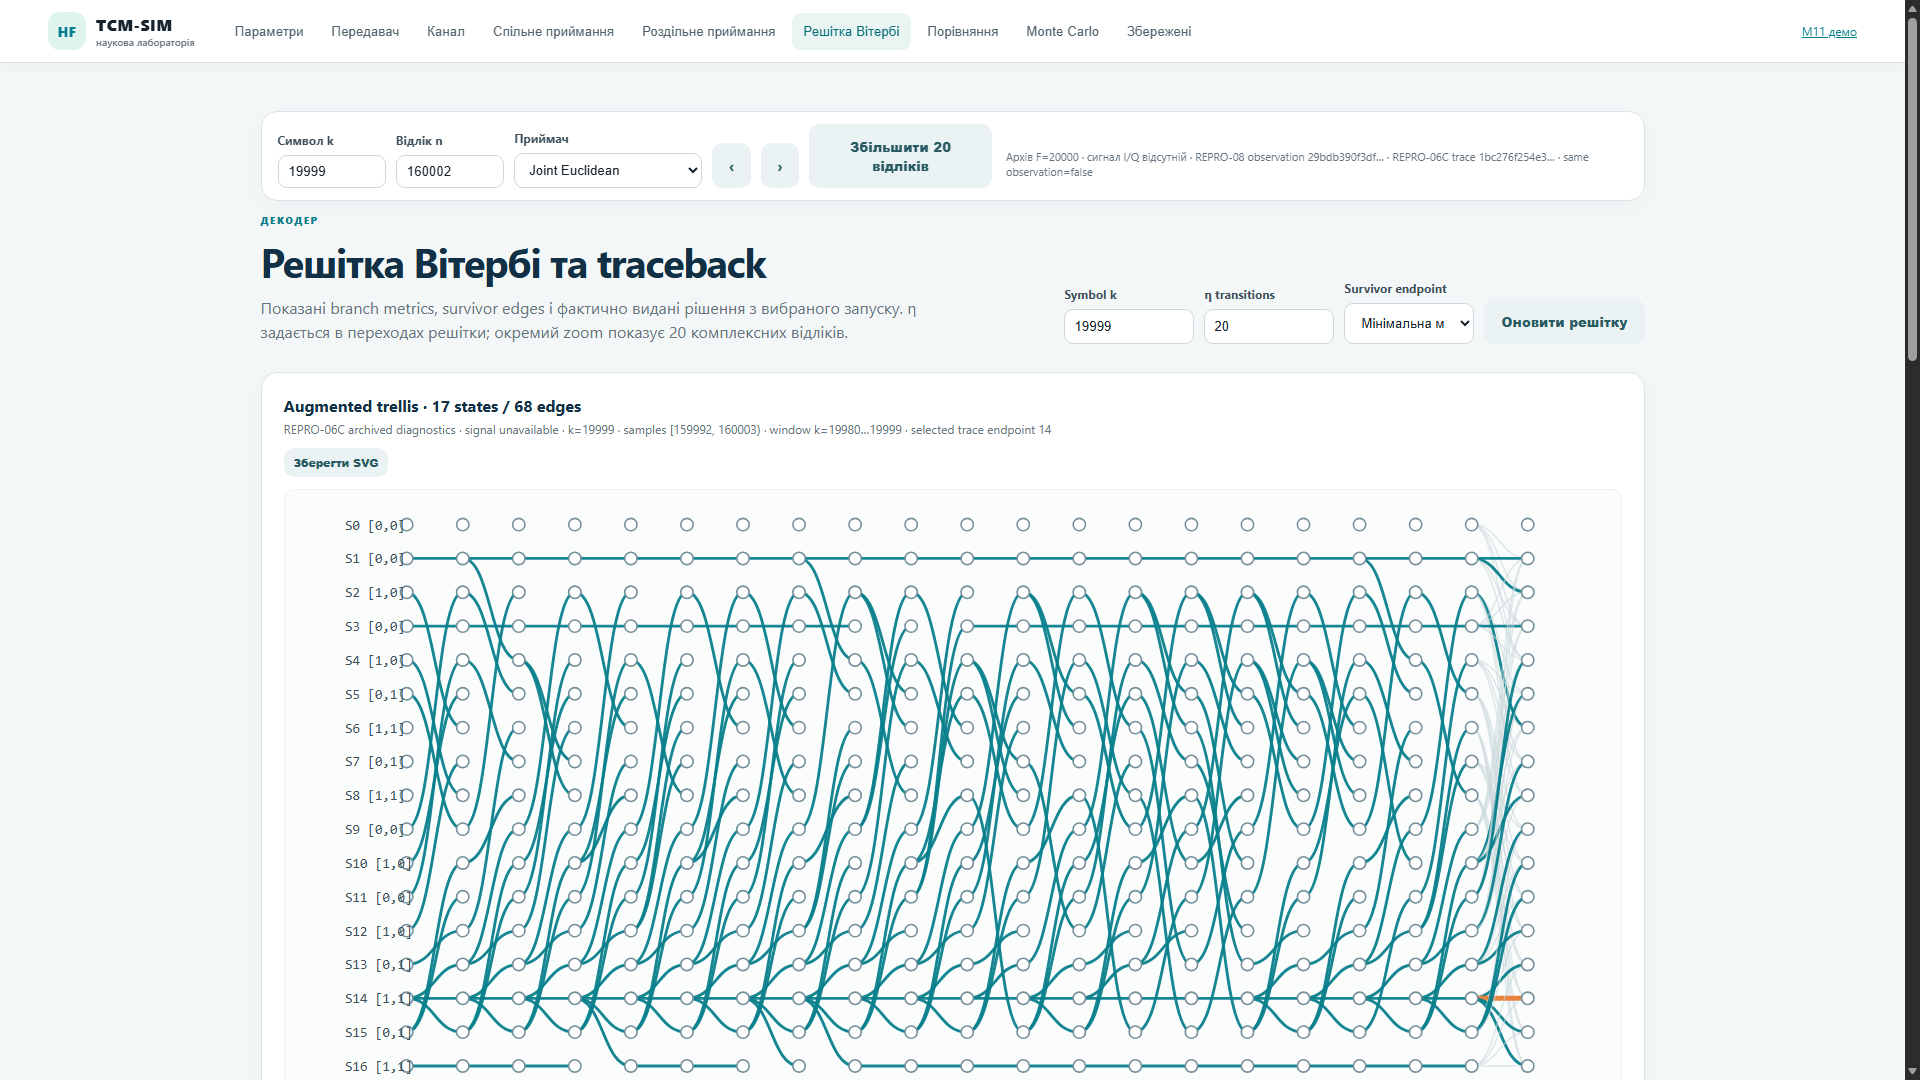 HF
TCM-SIM
наукова лабораторія
Параметри
Передавач
Канал
Спільне приймання
Роздільне приймання
Решітка Вітербі
Порівняння
Monte Carlo
Збережені
M11 демо
Символ k
Відлік n
Приймач
19999
160002
Joint Euclidean
‹
›
Збільшити 20
відліків
Архів F=20000 · сигнал I/Q відсутній · REPRO-08 observation 29bdb390f3df... · REPRO-06C trace 1bc276f254e3... · same
observation=false
ДЕКОДЕР
Решітка Вітербі та traceback
Показані branch metrics, survivor edges і фактично видані рішення з вибраного запуску. η
задається в переходах решітки; окремий zoom показує 20 комплексних відліків.
Symbol k
η transitions
Survivor endpoint
19999
20
Мінімальна м
Оновити решітку
Augmented trellis · 17 states / 68 edges
REPRO-06C archived diagnostics · signal unavailable · k=19999 · samples [159992, 160003) · window k=19980…19999 · selected trace endpoint 14
Зберегти SVG
S0 [0,0]
S1 [0,0]
S2 [1,0]
S3 [0,0]
S4 [1,0]
S5 [0,1]
S6 [1,1]
S7 [0,1]
S8 [1,1]
S9 [0,0]
S10 [1,0]
S11 [0,0]
S12 [1,0]
S13 [0,1]
S14 [1,1]
S15 [0,1]
S16 [1,1]